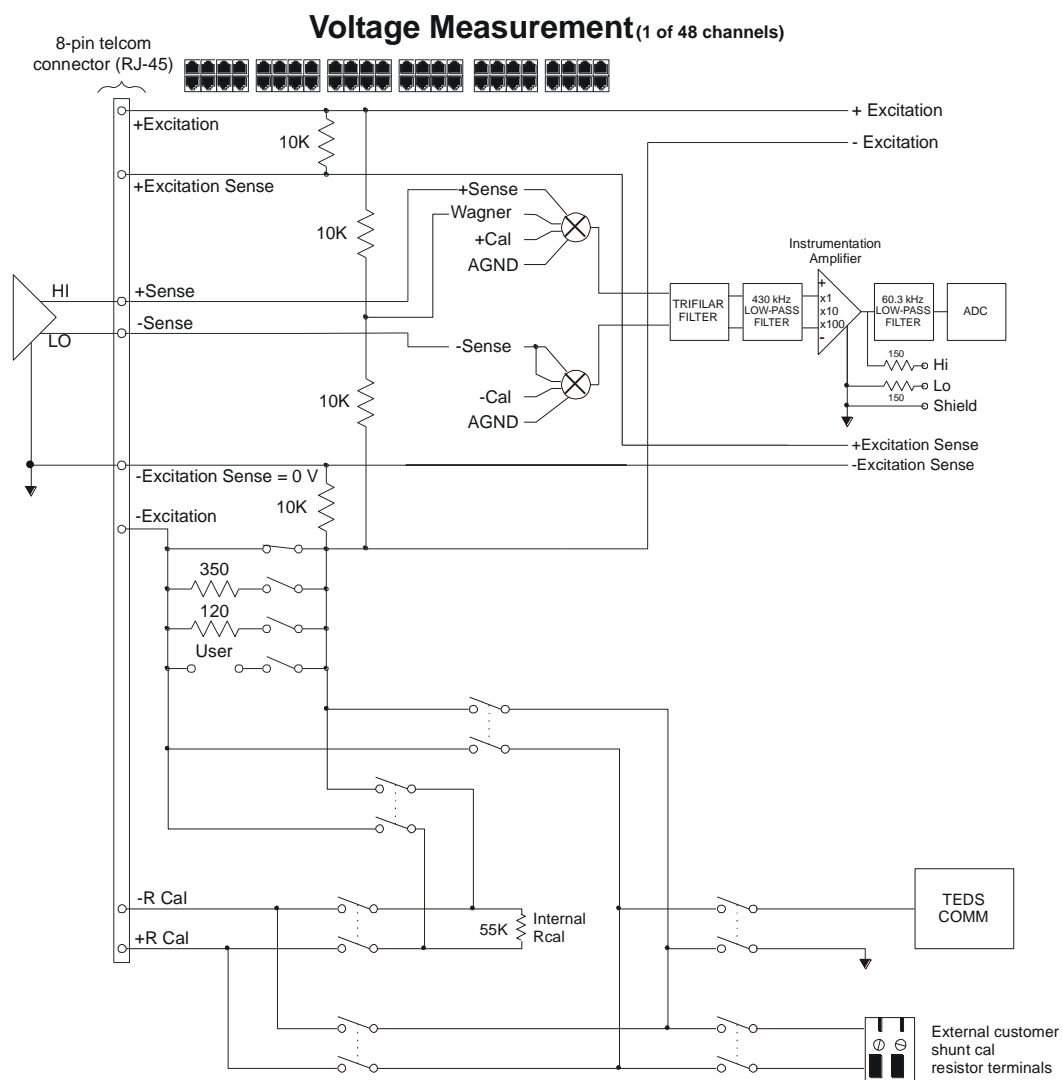 Voltage Measurement (1 of 48 channels)
8-pin telcom
connector (RJ-45)
+Excitation
+ Excitation
10K
- Excitation
+Excitation Sense
+Sense
Wagner
10K
+Cal
AGND
Instrumentation
Amplifier
HI
+Sense
+
x1
x10
x100
-
TRIFILAR
FILTER
430 kHz
LOW-PASS
FILTER
60.3 kHz
LOW-PASS
FILTER
ADC
-Sense
LO
-Sense
150
Hi
Lo
150
Shield
10K
-Cal
AGND
+Excitation Sense
-Excitation Sense
-Excitation Sense = 0 V
10K
-Excitation
350
120
User
-R Cal
+R Cal
55K
Internal
Rcal
TEDS
COMM
External customer
shunt cal
resistor terminals